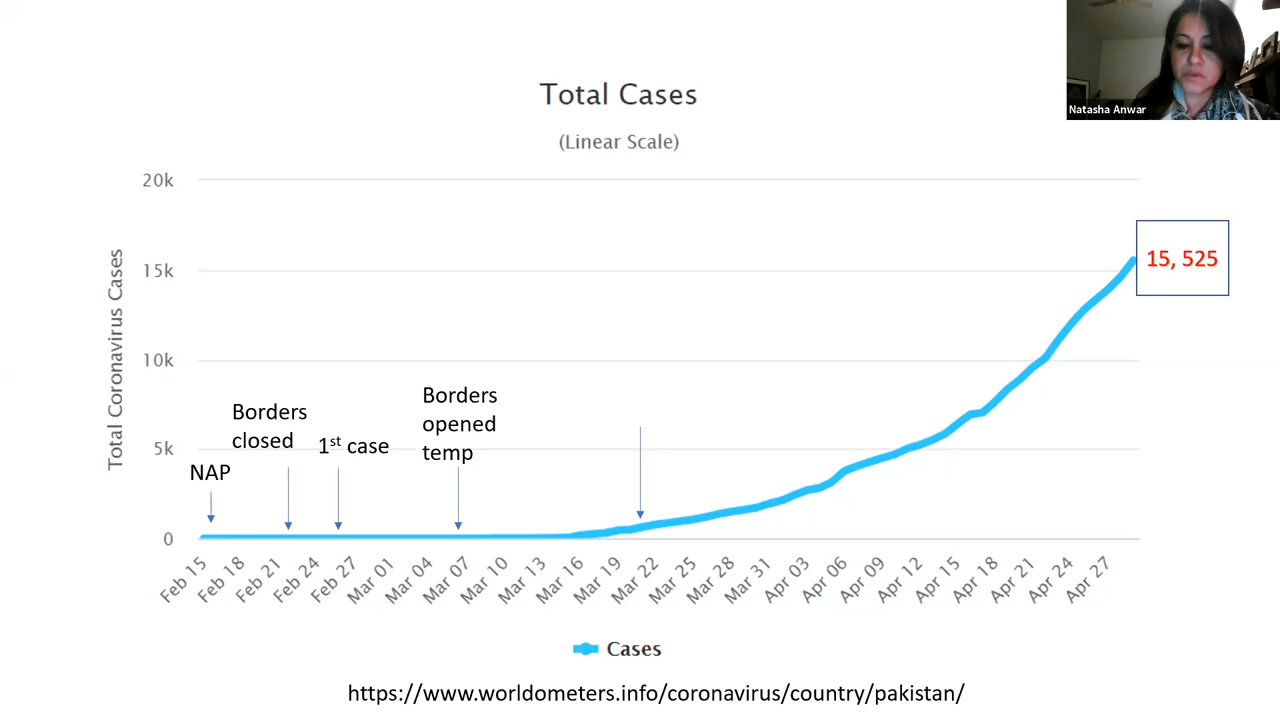 Natasha Anwar
Total Cases
(Linear Scale)
Total Coronavirus Cases
20k
15k
10k
5k
0
15, 525
NAP
Borders
closed
1st case
Borders
opened
temp
Feb 15
Feb 18
Feb 21
Feb 24
Feb 27
Mar 01
Mar 04
Mar 07
Mar 10
Mar 13
Mar 16
Mar 19
Mar 22
Mar 25
Mar 28
Mar 31
Apr 03
Apr 06
Apr 09
Apr 12
Apr 15
Apr 18
Apr 21
Apr 24
Apr 27
Cases
https://www.worldometers.info/coronavirus/country/pakistan/